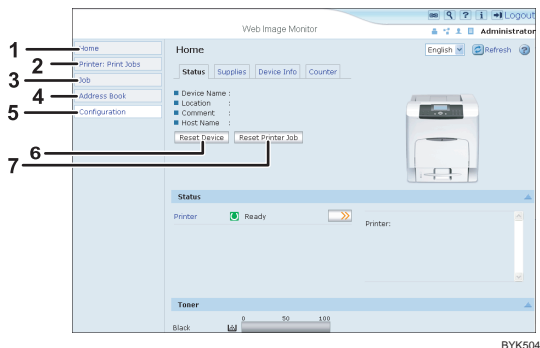 Logout
Web Image Monitor
Administrator
1 Home
2 Printer: Print Jobs
3 Job
4 Address Book
5 Configuration
Home
English
Refresh
Status Supplies Device Info Counter
Device Name :
Location :
Comment :
Host Name :
6 Reset Device
7 Reset Printer Job
Status
Printer Ready
Printer:
Toner
0 50 100
Black
BYK504